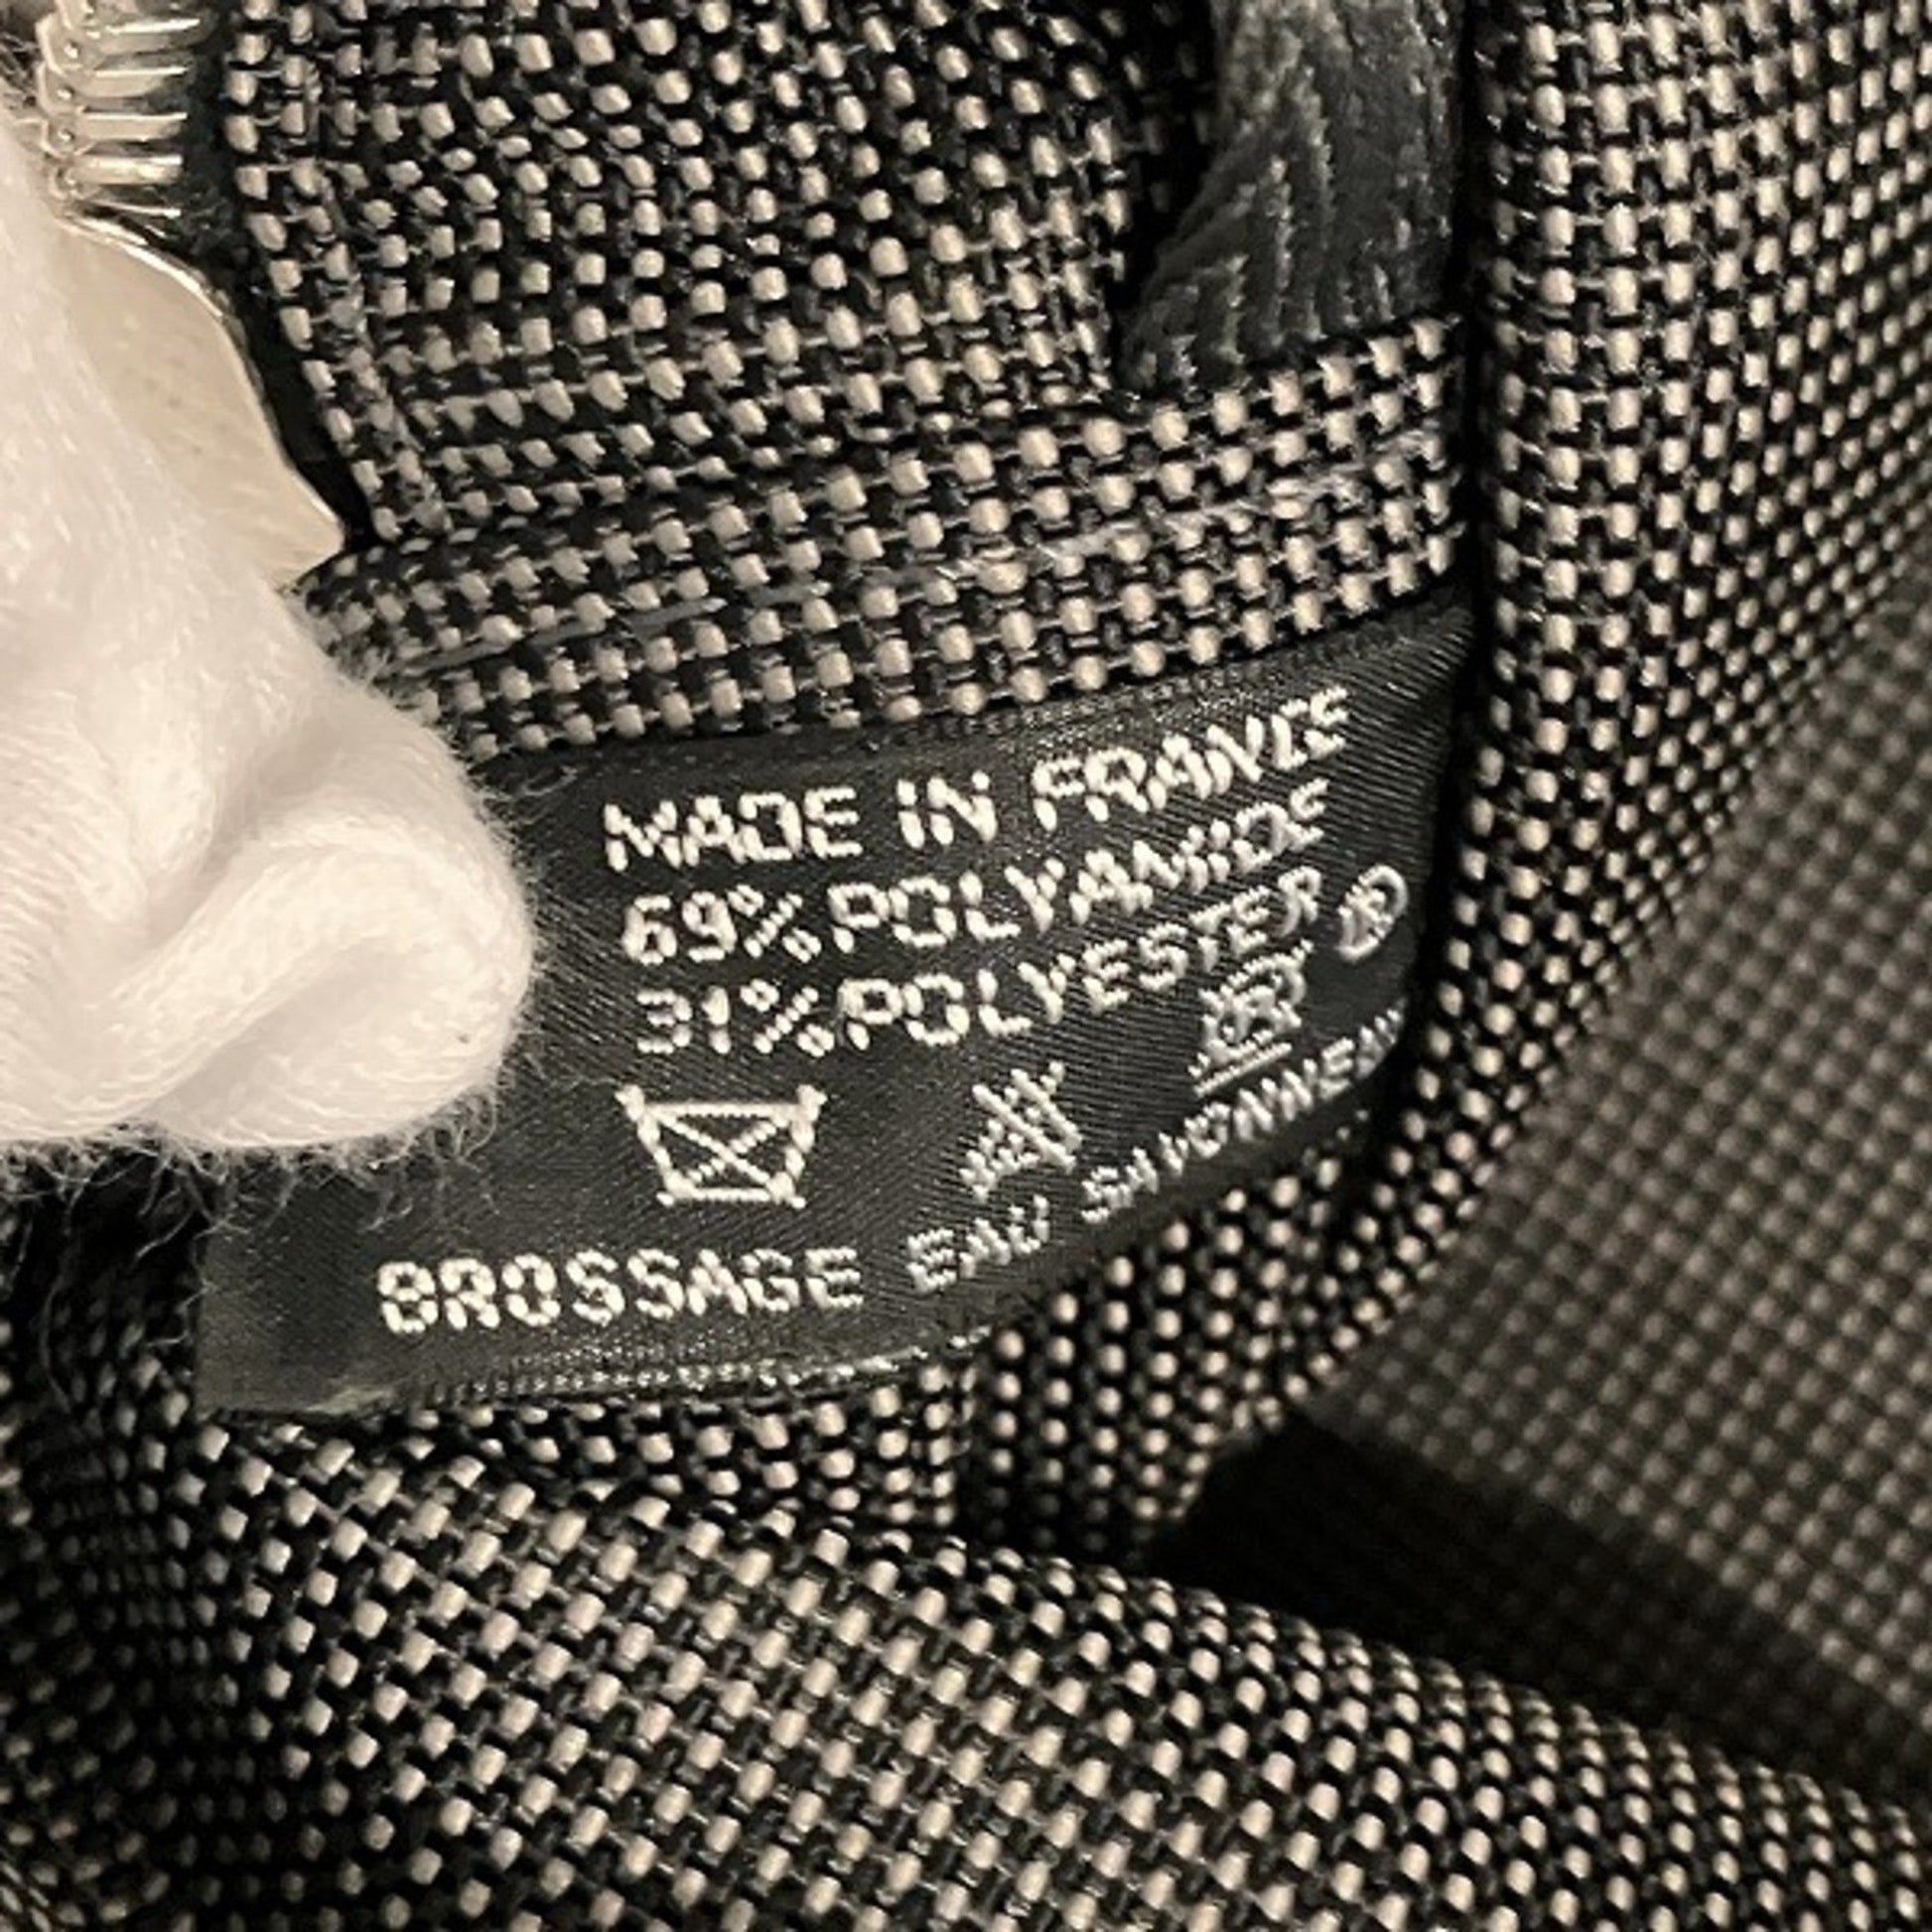 MADE IN FRANCE
69%POLYAMIDE
31%POLYESTER
BROSSAGE EAU SAVONNEUSE